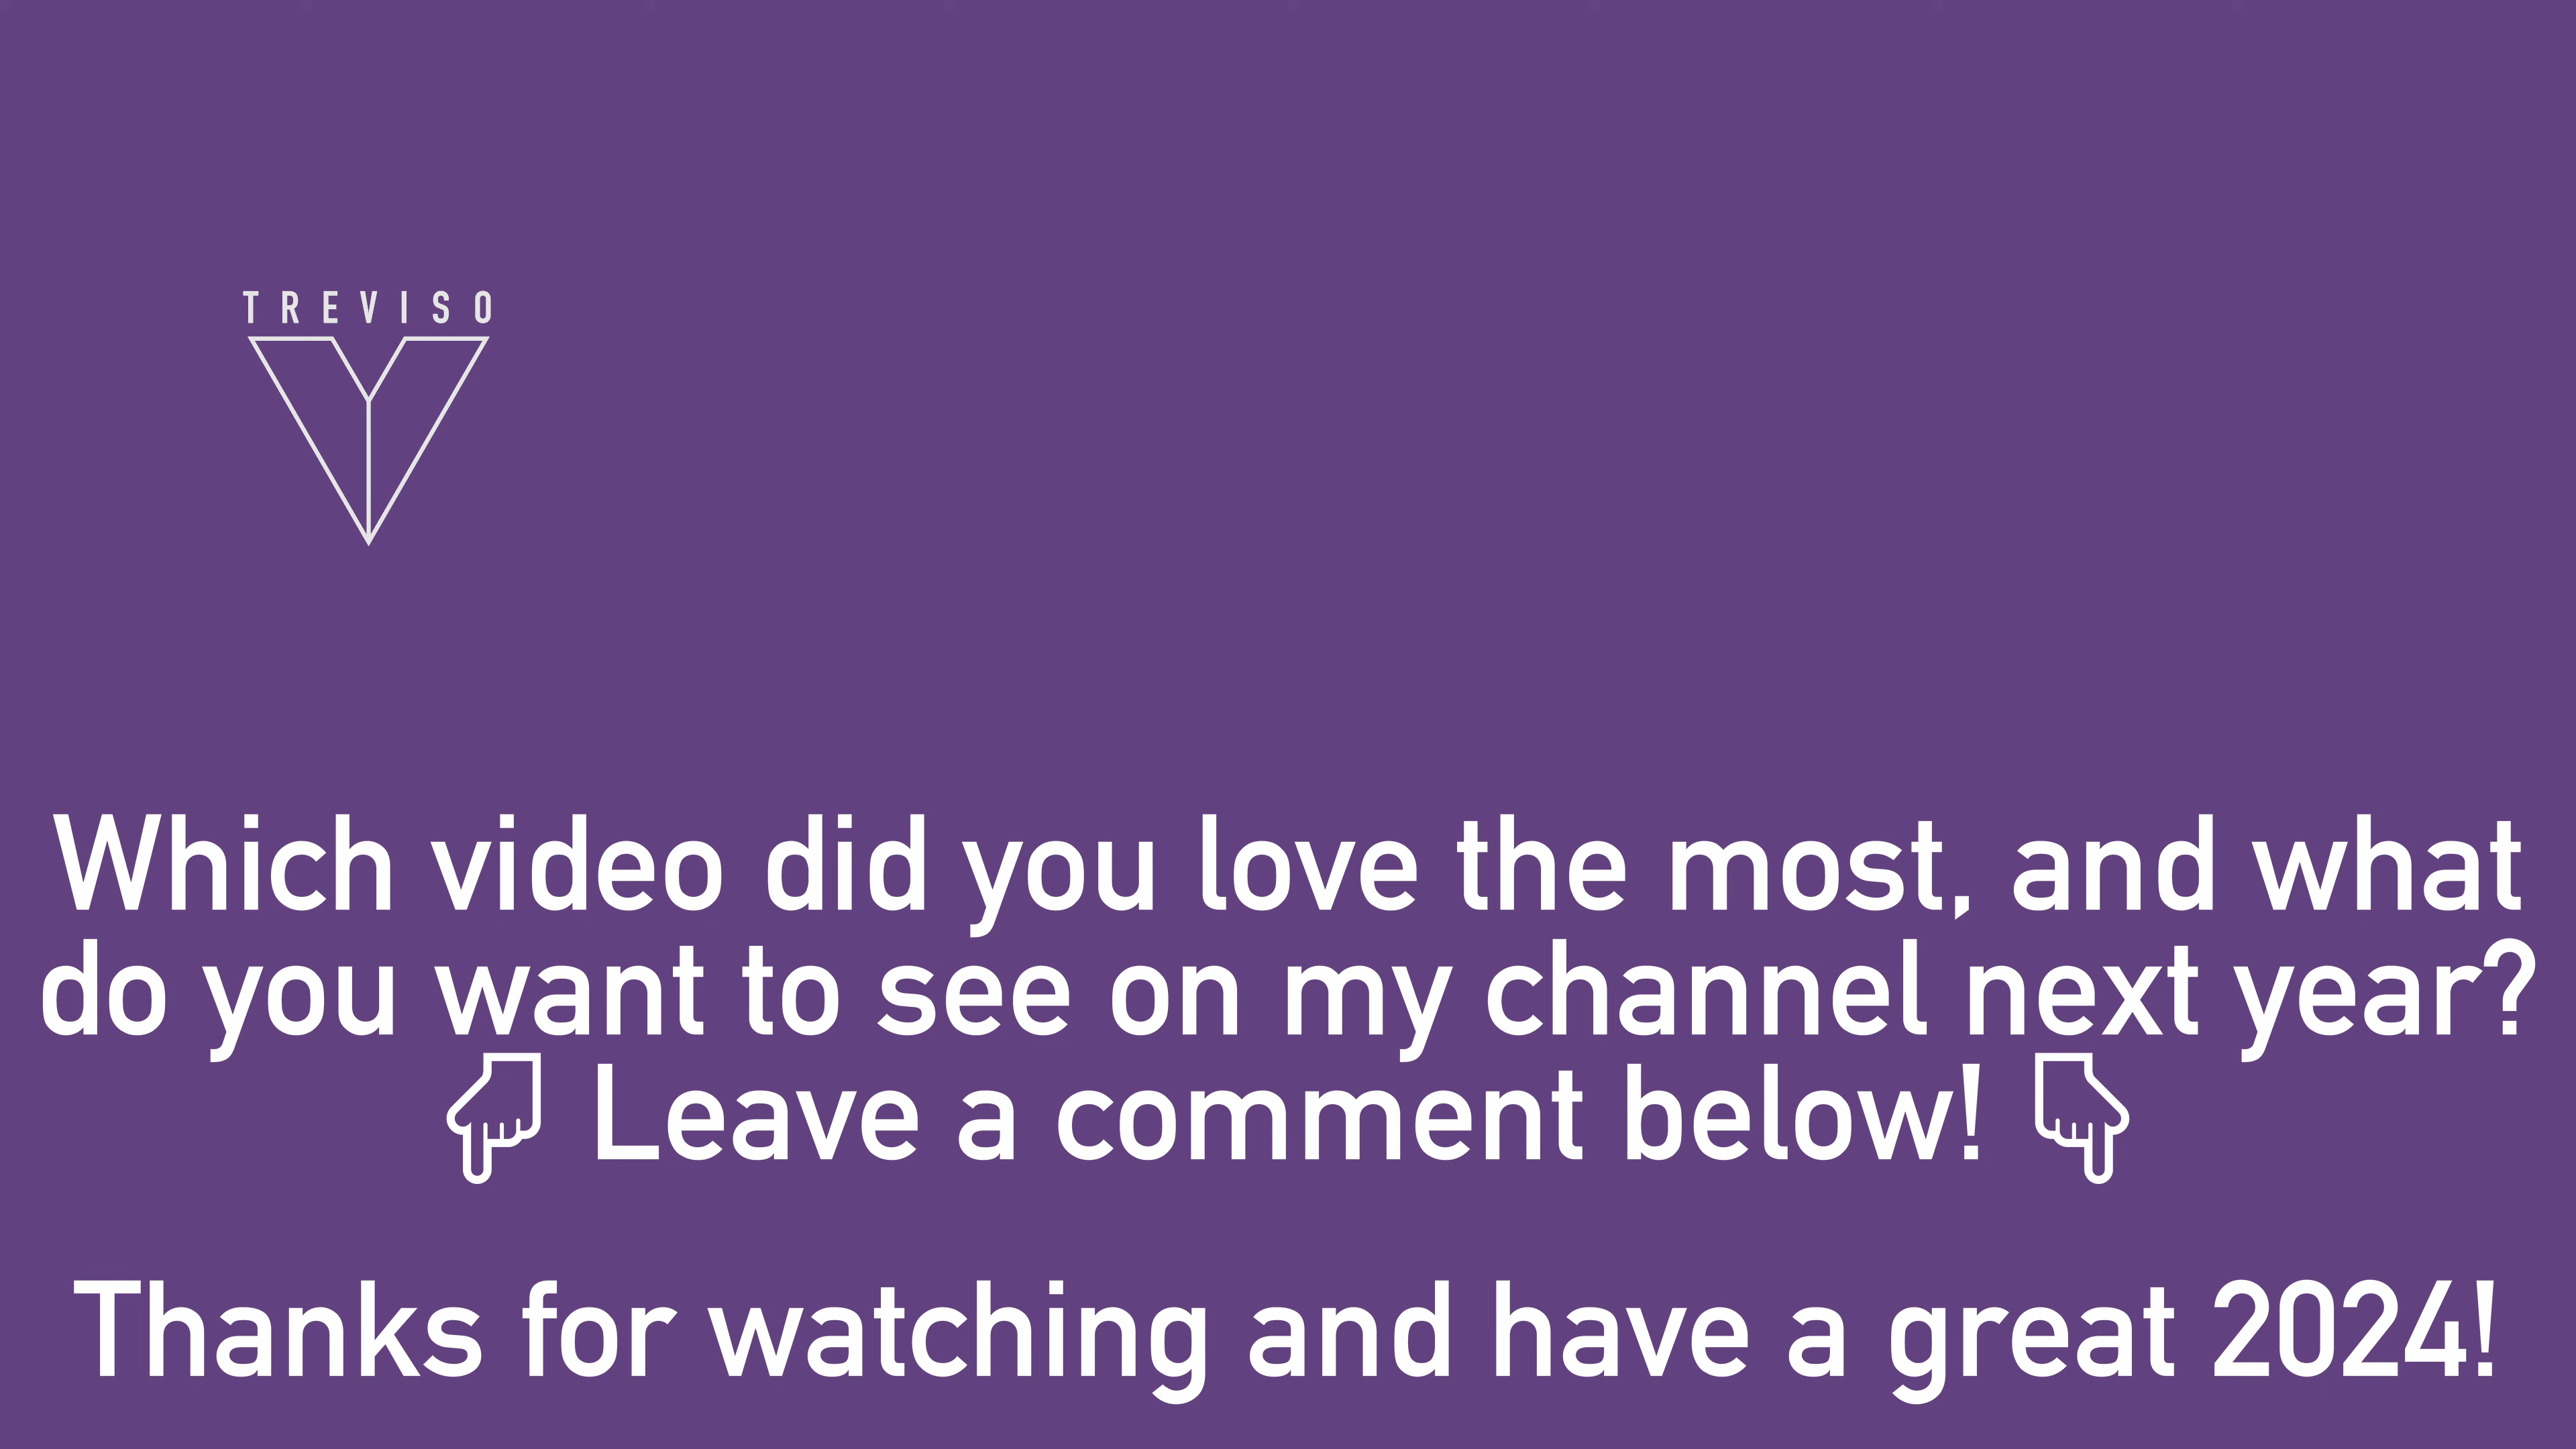 TREVISO
Which video did you love the most, and what
do you want to see on my channel next year?
Leave a comment below!
Thanks for watching and have a great 2024!